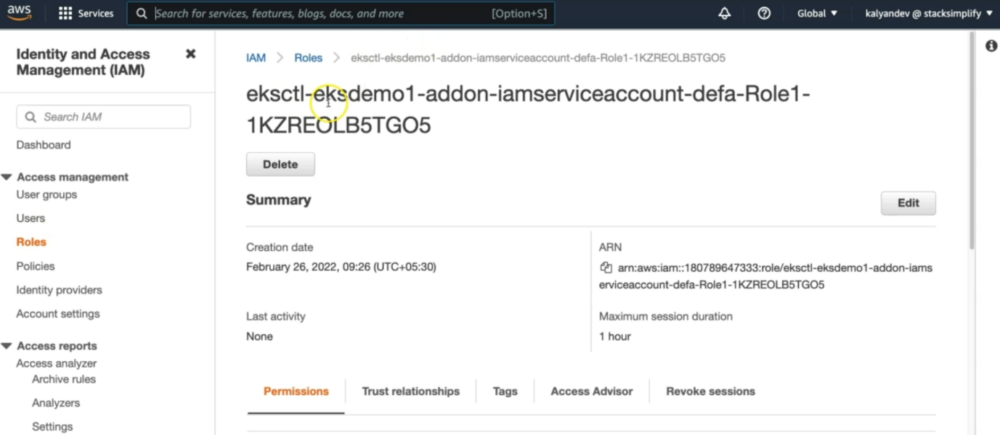 aws
Services
Search for services, features, blogs, docs, and more
[Option+S]
Global
kalyandev @ stacksimplify
Identity and Access
Management (IAM)
Search IAM
Dashboard
Access management
User groups
Users
Roles
Policies
Identity providers
Account settings
Access reports
Access analyzer
Archive rules
Analyzers
Settings
IAM > Roles > eksctl-eksdemo1-addon-iamserviceaccount-defa-Role1-1KZREOLB5TGO5
eksctl-eksdemo1-addon-iamserviceaccount-defa-Role1-
1KZREOLB5TGO5
Delete
Summary
Edit
Creation date
February 26, 2022, 09:26 (UTC+05:30)
ARN
arn:aws:iam::180789647333:role/eksctl-eksdemo1-addon-iams
erviceaccount-defa-Role1-1KZREOLB5TGO5
Last activity
None
Maximum session duration
1 hour
Permissions
Trust relationships
Tags
Access Advisor
Revoke sessions